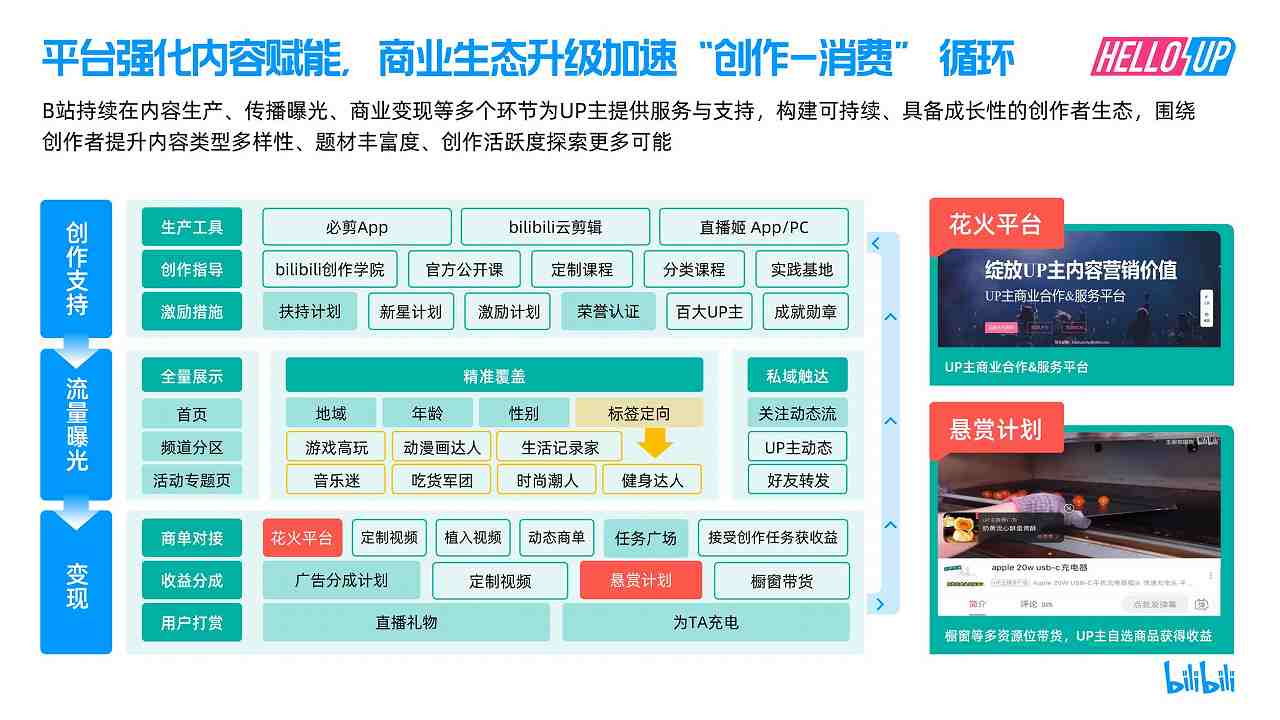 平台强化内容赋能，商业生态升级加速“创作—消费”循环
HELLO UP
B站持续在内容生产、传播曝光、商业变现等多个环节为UP主提供服务与支持，构建可持续、具备成长性的创作者生态，围绕
创作者提升内容类型多样性、题材丰富度、创作活跃度探索更多可能
创作支持
生产工具 必剪App bilibili云剪辑 直播姬 App/PC
创作指导 bilibili创作学院 官方公开课 定制课程 分类课程 实践基地
激励措施 扶持计划 新星计划 激励计划 荣誉认证 百大UP主 成就勋章
流量曝光
全量展示 精准覆盖 私域触达
首页 地域 年龄 性别 标签定向 关注动态流
频道分区 游戏高玩 动漫画达人 生活记录家 UP主动态
活动专题页 音乐迷 吃货军团 时尚潮人 健身达人 好友转发
变现
商单对接 花火平台 定制视频 植入视频 动态商单 任务广场 接受创作任务获收益
收益分成 广告分成计划 定制视频 悬赏计划 橱窗带货
用户打赏 直播礼物 为TA充电
花火平台
绽放UP主内容营销价值
UP主商业合作&服务平台
UP主商业合作&服务平台
悬赏计划
奶黄流心酥蛋黄酥
apple 20w usb-c充电器
简介 评论 点我发弹幕
橱窗等多资源位带货，UP主自选商品获得收益
bilibili